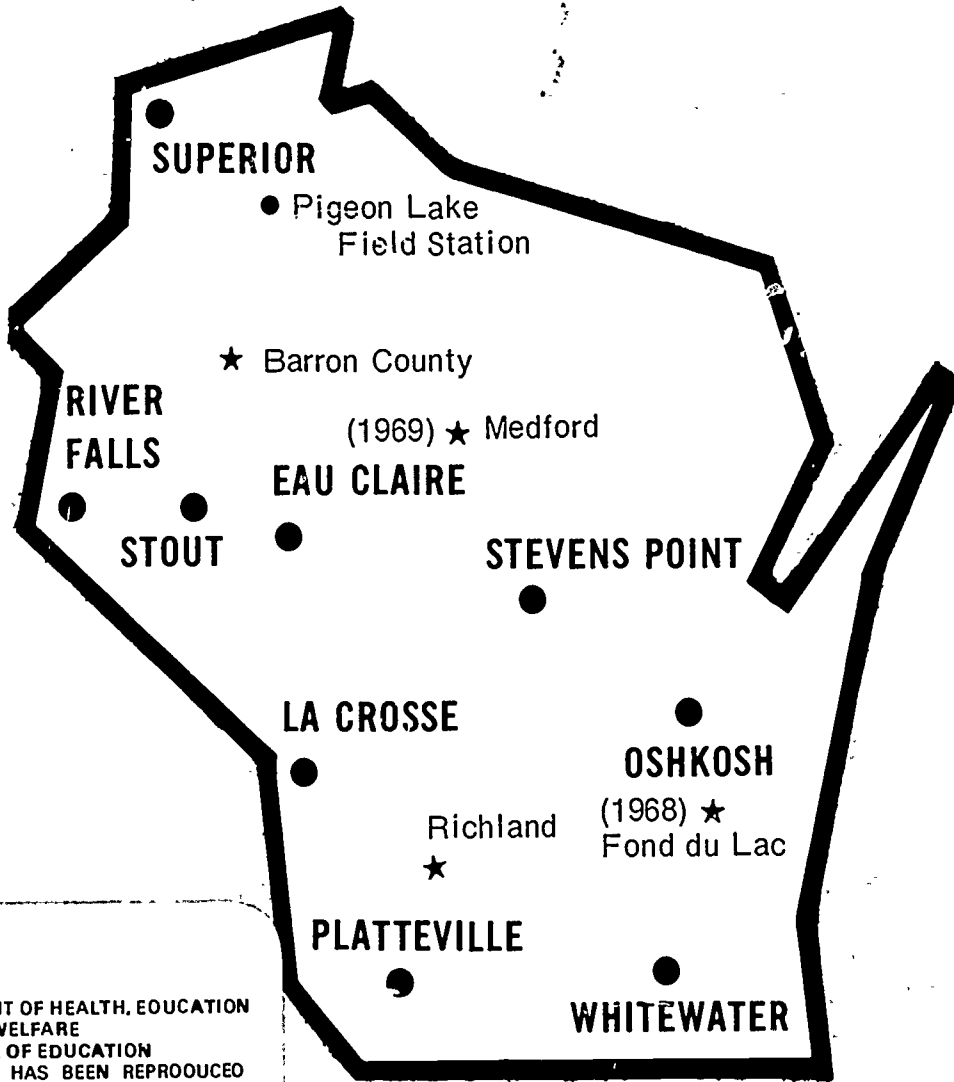 SUPERIOR
Pigeon Lake
Field Station
★ Barron County
RIVER
FALLS
(1969) ★ Medford
EAU CLAIRE
STOUT
STEVENS POINT
LA CROSSE
OSHKOSH
(1968) ★
Fond du Lac
Richland
★
PLATTEVILLE
WHITEWATER
OF HEALTH, EDUCATION
WELFARE
OF EDUCATION
HAS BEEN REPRODUCED